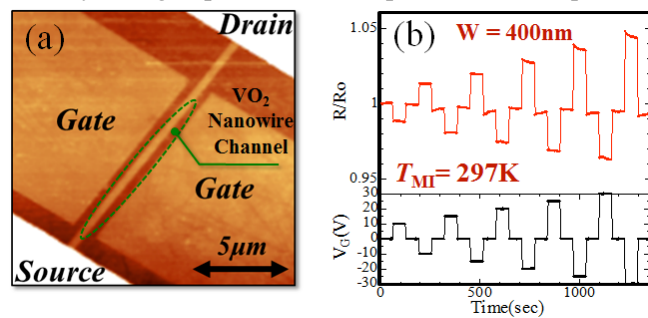 (a)
Drain
VO2
Nanowire
Channel
Gate
Gate
5μm
Source
(b)
W = 400nm
1.05
1
0.95
R/Ro
TMI= 297K
30
20
10
0
-10
-20
-30
VG(V)
0
500
1000
Time(sec)